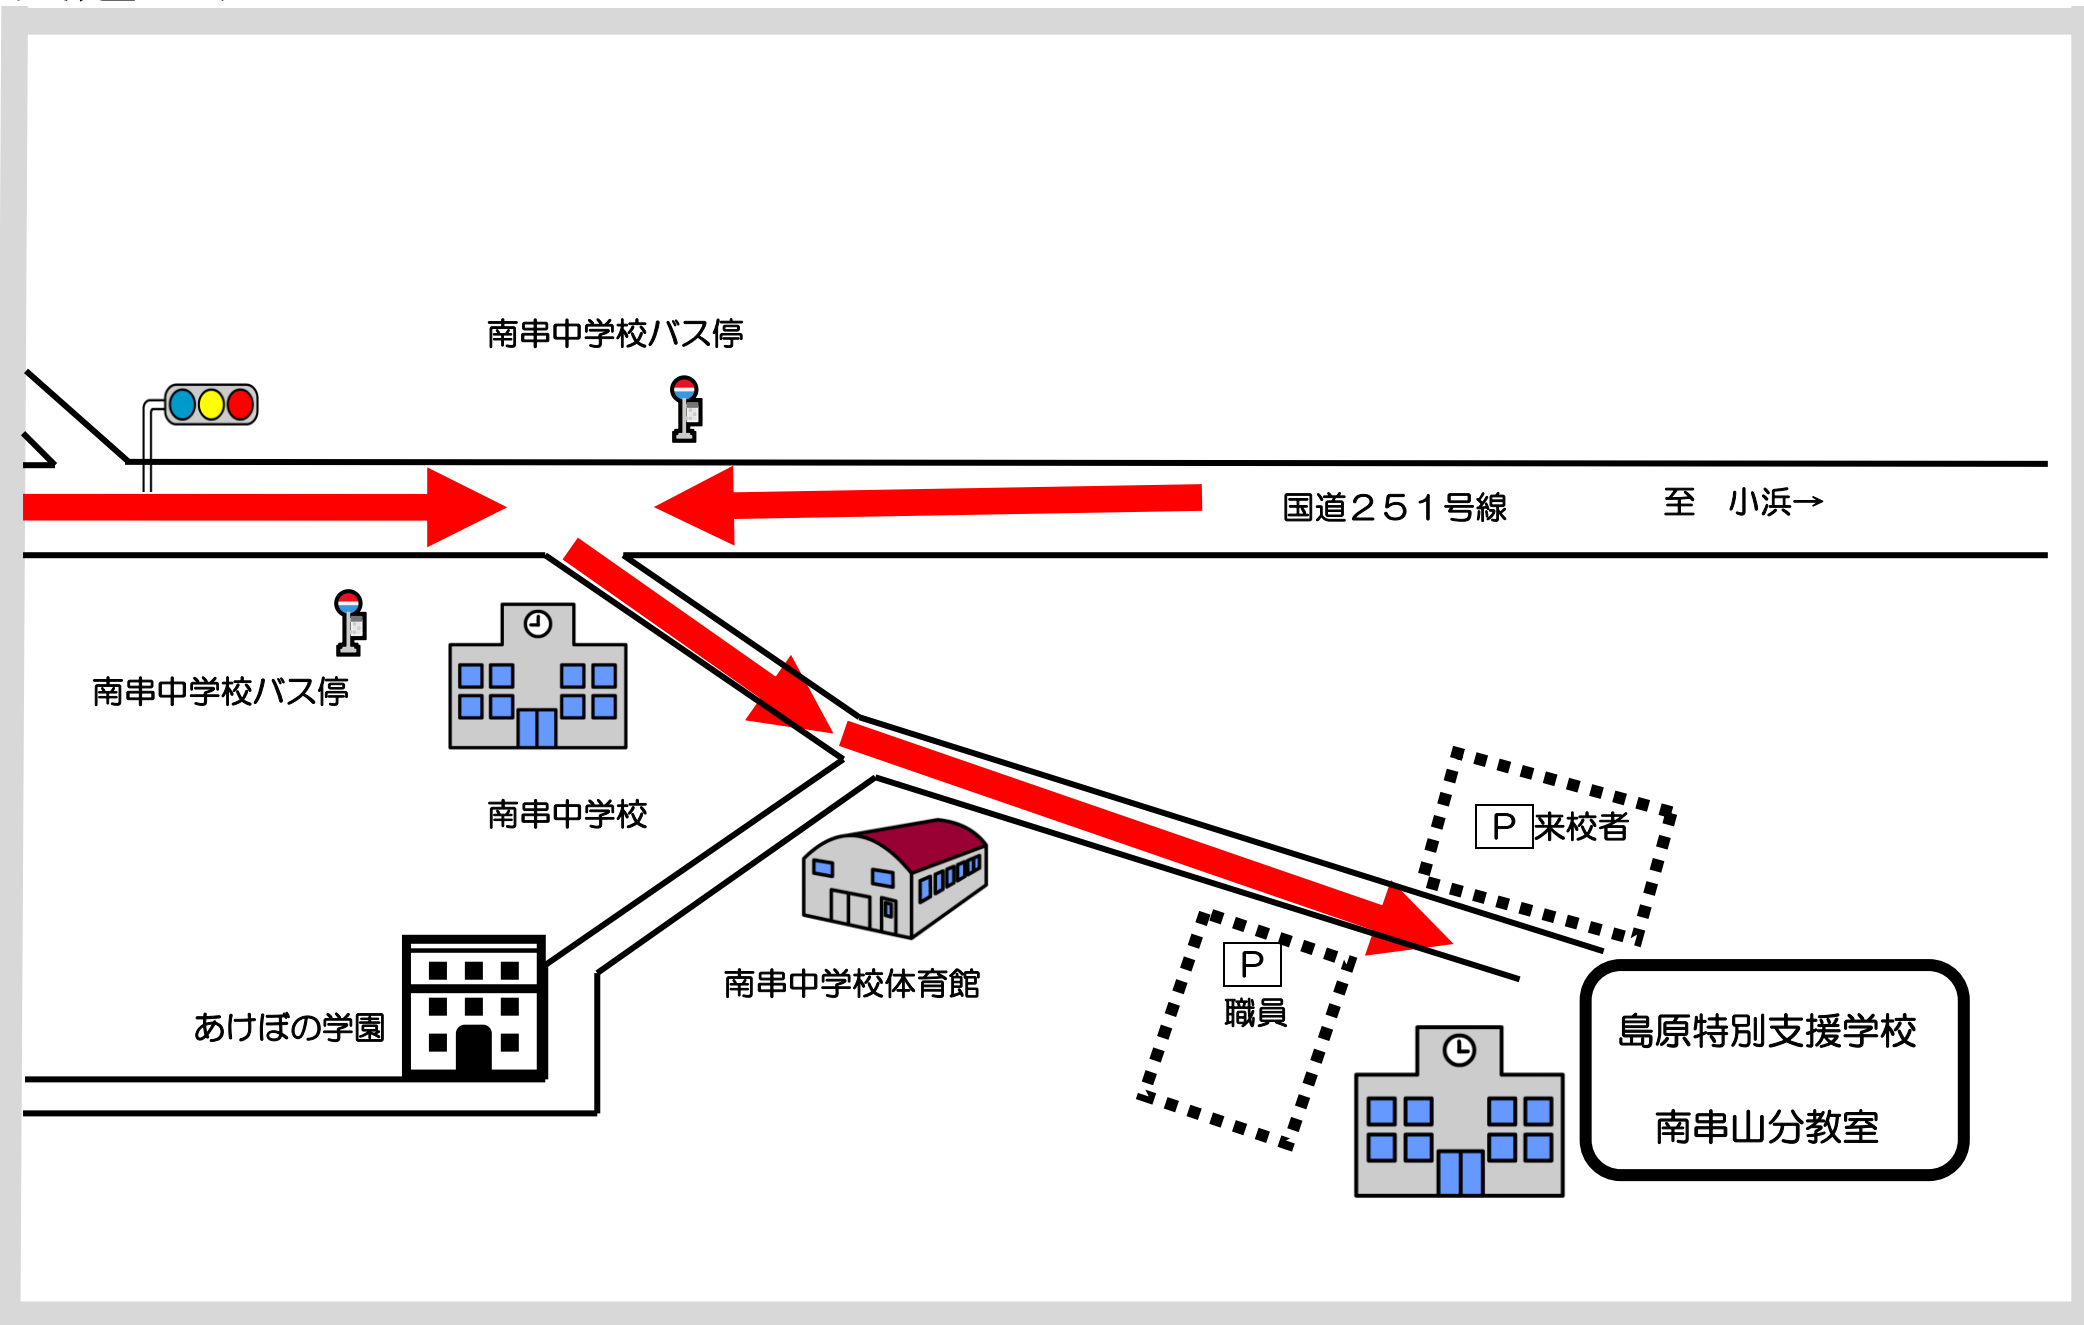 南串中学校バス停
国道２５１号線
至　小浜→
南串中学校バス停
南串中学校
Ｐ 来校者
南串中学校体育館
Ｐ
職員
あけぼの学園
島原特別支援学校
南串山分教室